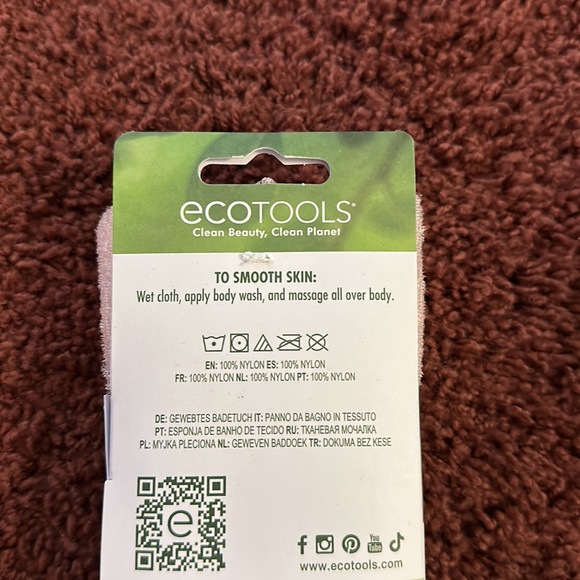 ecoTOOLS®
Clean Beauty, Clean Planet
TO SMOOTH SKIN:
Wet cloth, apply body wash, and massage all over body.
EN: 100% NYLON ES: 100% NYLON
FR: 100% NYLON NL: 100% NYLON PT: 100% NYLON
DE: GEWEBTES BADETUCH IT: PANNO DA BAGNO IN TESSUTO
PT: ESPONJA DE BANHO DE TECIDO RU: ТКАНЕВАЯ МОЧАЛКА
PL: MYJKA PLECIONA NL: GEWEVEN BADDOEK TR: DOKUMA BEZ KESE
e
You Tube
www.ecotools.com